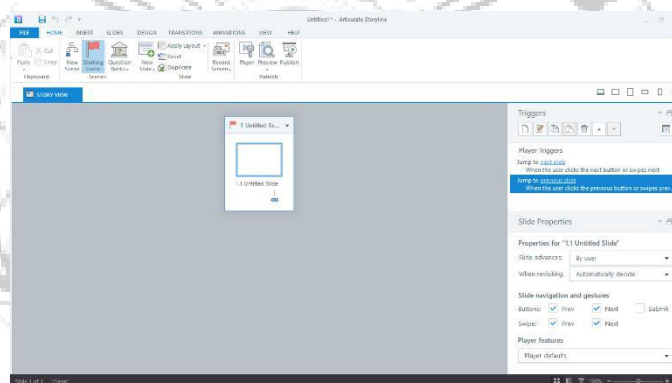 Untitled1* - Articulate Storyline
FILE HOME INSERT SLIDES DESIGN TRANSITIONS ANIMATIONS VIEW HELP
Paste Cut Copy
New Scene Starting Scene Question Banks
New Slide Apply Layout Reset Duplicate
Record Screen Player Preview Publish
Clipboard Scenes Slide Publish
STORY VIEW
1 Untitled Sc...
1.1 Untitled Slide
Triggers
Player Triggers
Jump to next slide
When the user clicks the next button or swipes next
Jump to previous slide
When the user clicks the previous button or swipes prev
Slide Properties
Properties for "1.1 Untitled Slide"
Slide advances: By user
When revisiting: Automatically decide
Slide navigation and gestures
Buttons: Prev Next Submit
Swipe: Prev Next
Player features
Player defaults
Slide 1 of 1 "Clean" 100%